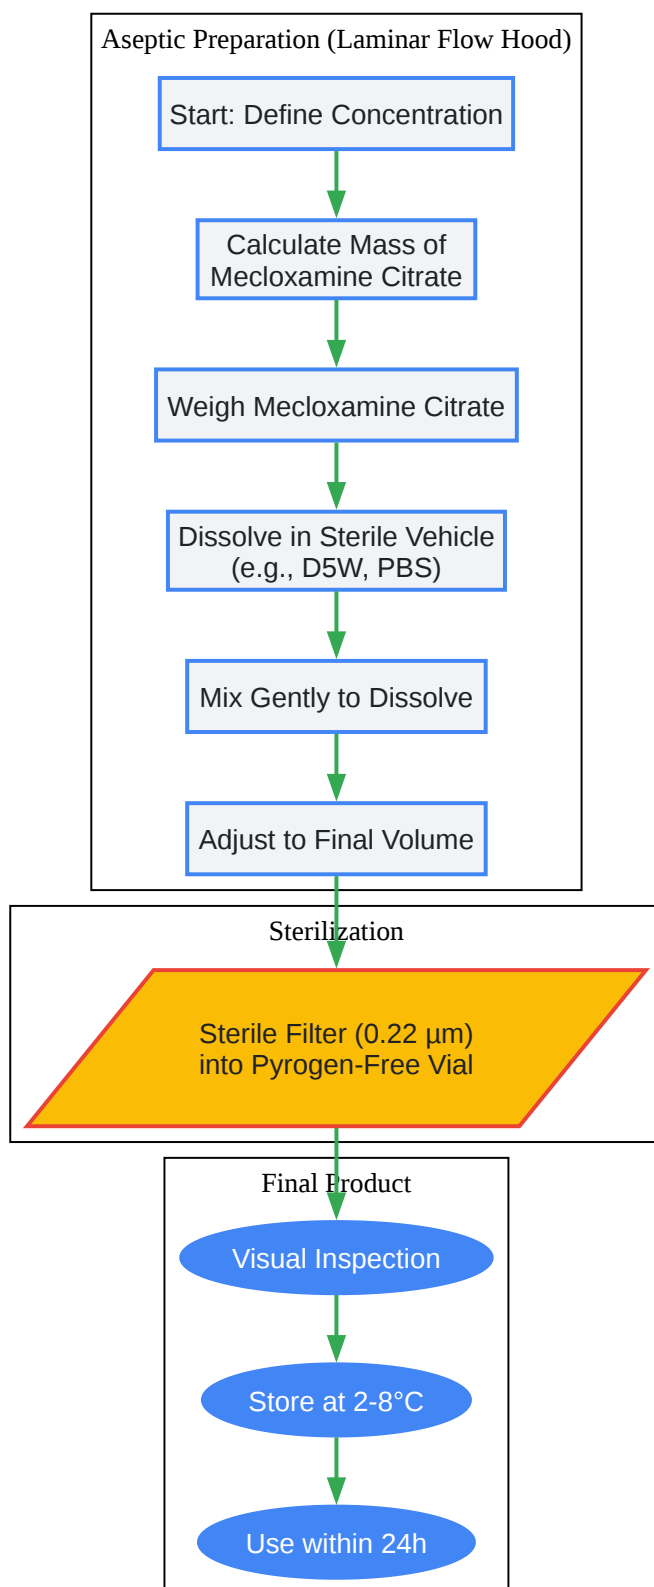 Aseptic Preparation (Laminar Flow Hood)
Start: Define Concentration
Calculate Mass of
Mecloxamine Citrate
Weigh Mecloxamine Citrate
Dissolve in Sterile Vehicle
(e.g., D5W, PBS)
Mix Gently to Dissolve
Adjust to Final Volume
Sterilization
Sterile Filter (0.22 µm)
into Pyrogen-Free Vial
Final Product
Visual Inspection
Store at 2-8°C
Use within 24h